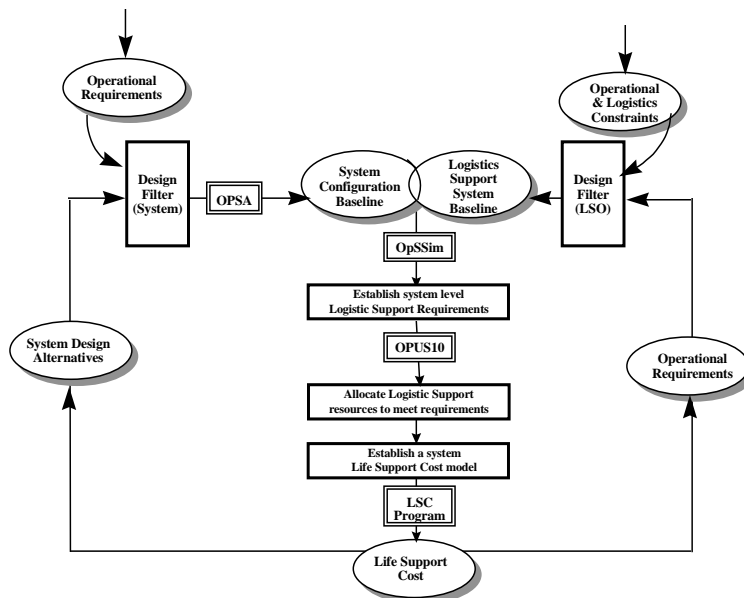 Operational
Requirements
Operational
& Logistics
Constraints
Design
Filter
(System)
OPSA
System
Configuration
Baseline
Logistics
Support
System
Baseline
Design
Filter
(LSO)
OpSSim
Establish system level
Logistic Support Requirements
OPUS10
System Design
Alternatives
Operational
Requirements
Allocate Logistic Support
resources to meet requirements
Establish a system
Life Support Cost model
LSC
Program
Life Support
Cost